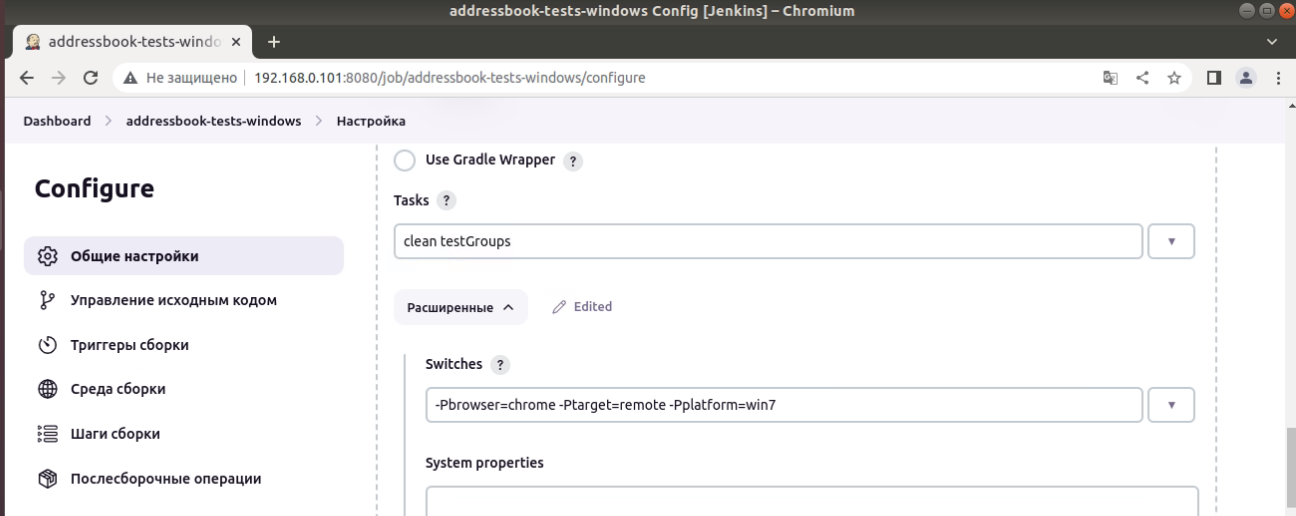 addressbook-tests-windows Config [Jenkins] – Chromium
addressbook-tests-windo
Не защищено 192.168.0.101:8080/job/addressbook-tests-windows/configure
Dashboard > addressbook-tests-windows > Настройка
Configure
Общие настройки
Управление исходным кодом
Триггеры сборки
Среда сборки
Шаги сборки
Послесборочные операции
Use Gradle Wrapper ?
Tasks ?
clean testGroups
Расширенные
Edited
Switches ?
-Pbrowser=chrome -Ptarget=remote -Pplatform=win7
System properties